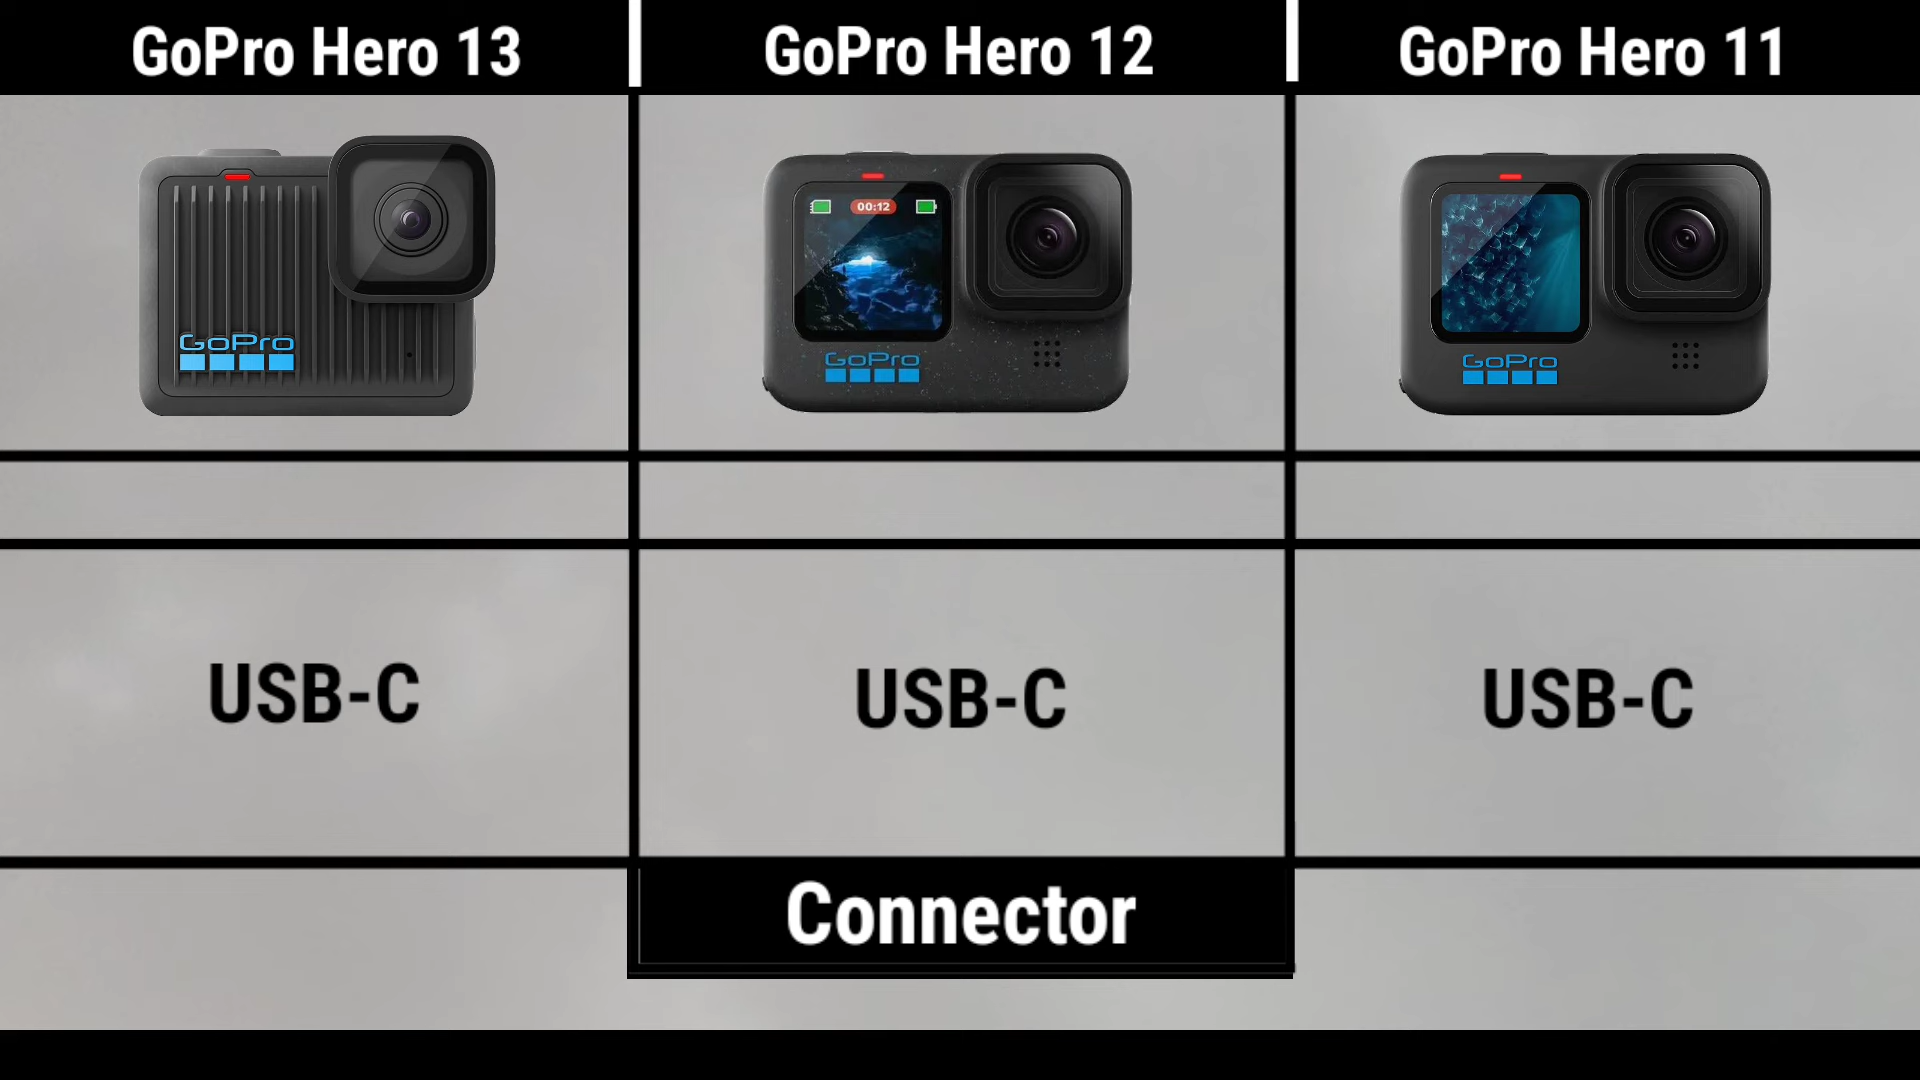 GoPro Hero 13
GoPro Hero 12
GoPro Hero 11
GoPro
00:12
GoPro
GoPro
USB-C
USB-C
USB-C
Connector